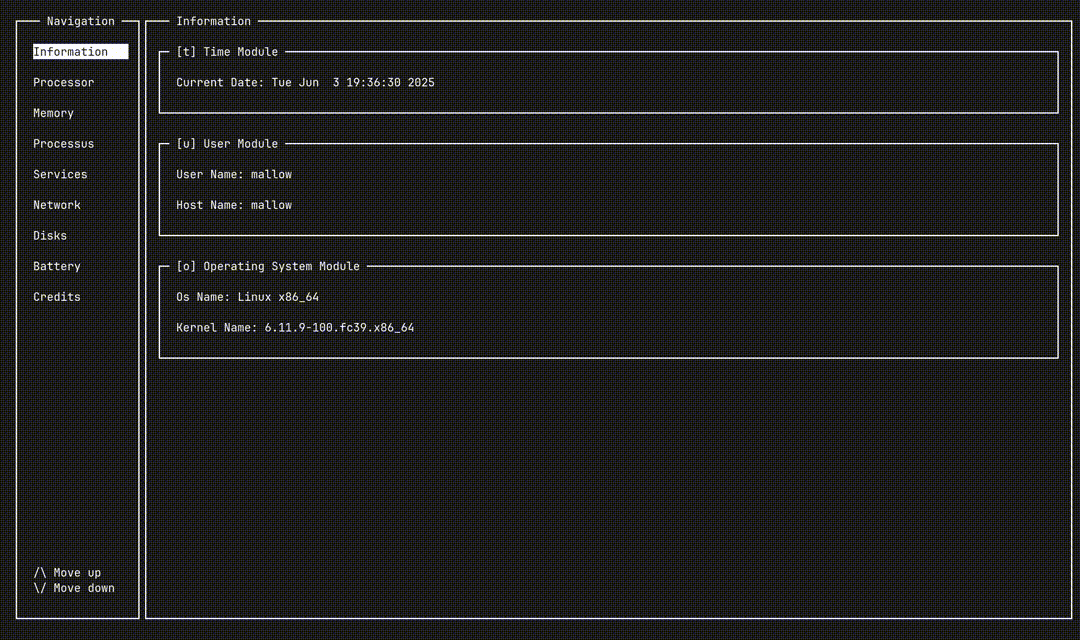 Navigation
Information
Processor
Memory
Processus
Services
Network
Disks
Battery
Credits
/\ Move up
\/ Move down
Information
[t] Time Module
Current Date: Tue Jun  3 19:36:30 2025
[u] User Module
User Name: mallow
Host Name: mallow
[o] Operating System Module
Os Name: Linux x86_64
Kernel Name: 6.11.9-100.fc39.x86_64